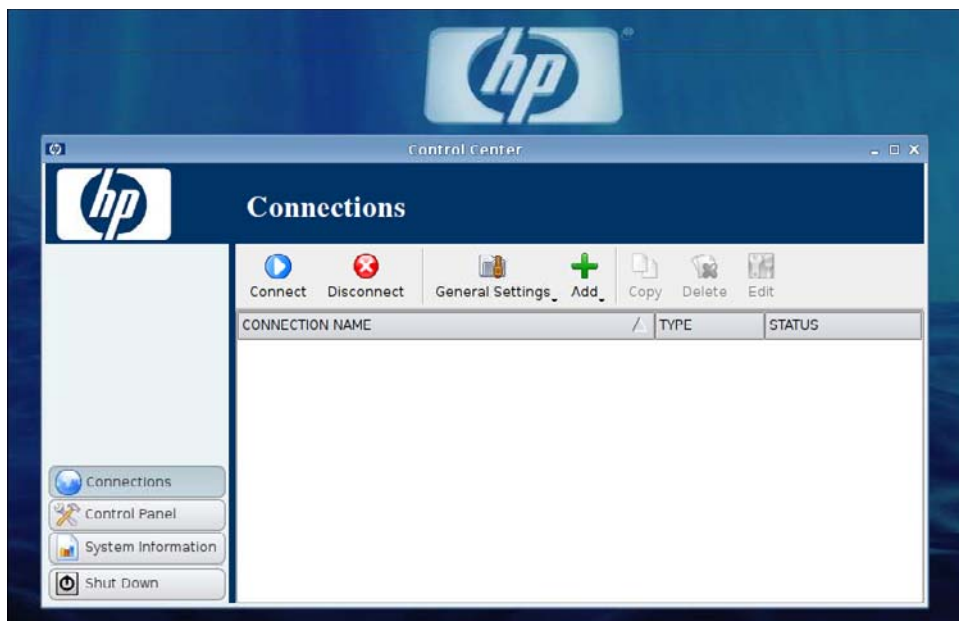 hp
®
Control Center
hp
Connections
Connect Disconnect General Settings Add Copy Delete Edit
CONNECTION NAME TYPE STATUS
Connections
Control Panel
System Information
Shut Down